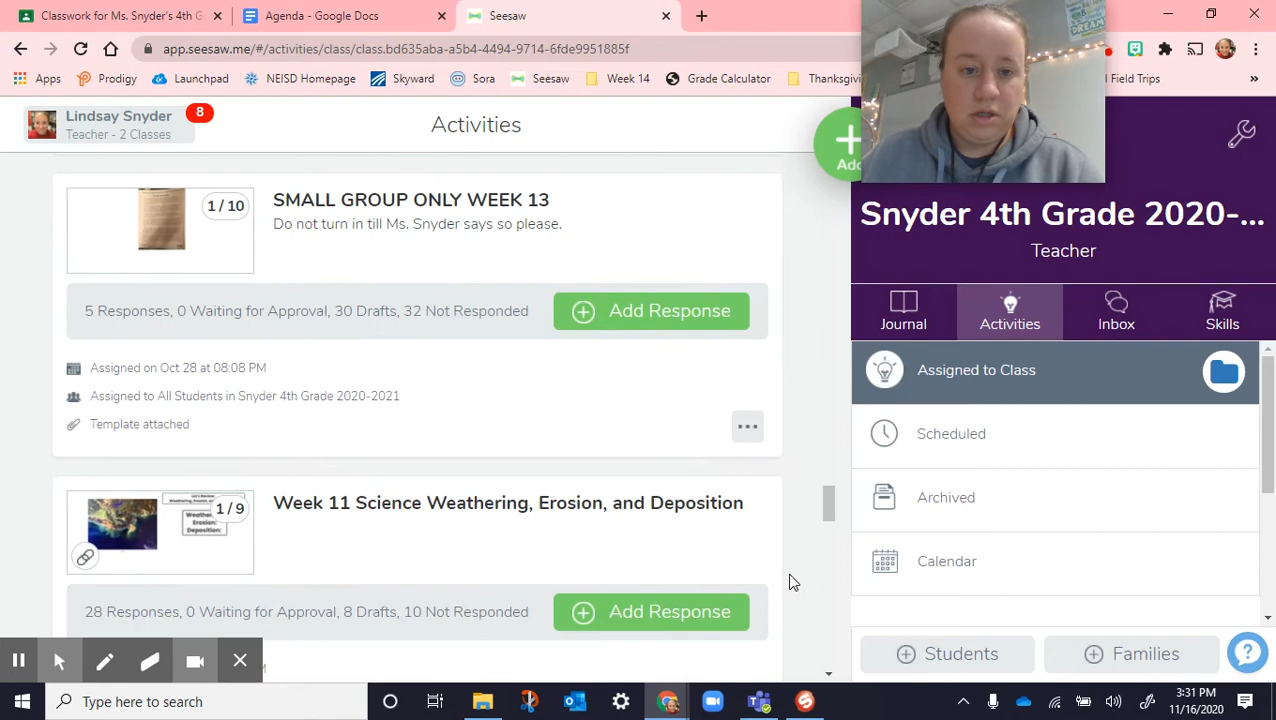 Classwork for Ms. Snyder's 4th G
Agenda - Google Docs
Seesaw
app.seesaw.me/#/activities/class/class.bd635aba-a5b4-4494-9714-6fde9951885f
Apps
Prodigy
Launchpad
NEISD Homepage
Skyward
Sora
Seesaw
Week 14
Grade Calculator
Thanksgivi
l Field Trips
DREAM
Lindsay Snyder
8
Teacher - 2 Classes
Activities
Add
Snyder 4th Grade 2020-...
Teacher
Journal
Activities
Inbox
Skills
1 / 10
SMALL GROUP ONLY WEEK 13
Do not turn in till Ms. Snyder says so please.
5 Responses, 0 Waiting for Approval, 30 Drafts, 32 Not Responded
Add Response
Assigned on Oct 28 at 08:08 PM
Assigned to All Students in Snyder 4th Grade 2020-2021
Template attached
1 / 9
Weathering:
Erosion:
Deposition:
Week 11 Science Weathering, Erosion, and Deposition
28 Responses, 0 Waiting for Approval, 8 Drafts, 10 Not Responded
Add Response
Assigned to Class
Scheduled
Archived
Calendar
Students
Families
Type here to search
3:31 PM
11/16/2020